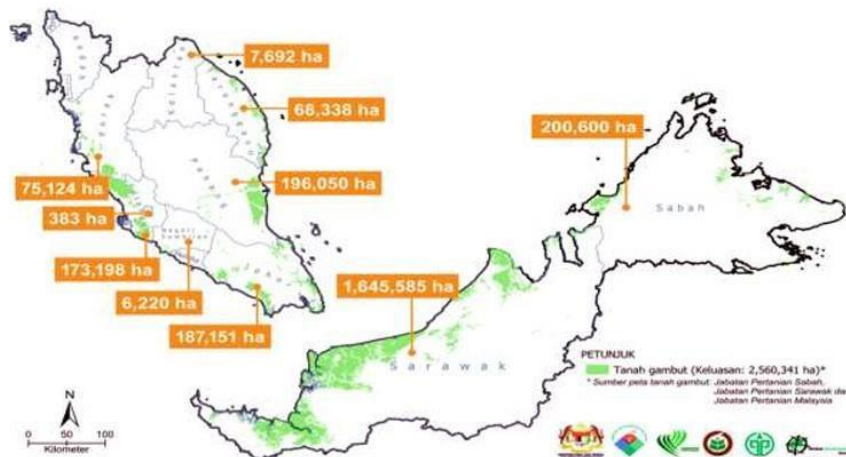 7,692 ha
68,338 ha
200,600 ha
196,050 ha
75,124 ha
Sabah
383 ha
173,198 ha
6,220 ha
187,151 ha
1,645,585 ha
Sarawak
PETUNJUK
Tanah gambut (Keluasan: 2,560,341 ha)*
* Sumber peta tanah gambut: Jabatan Pertanian Sabah,
Jabatan Pertanian Sarawak da
Jabatan Pertanian Malaysia
N
0 50 100
Kilometer